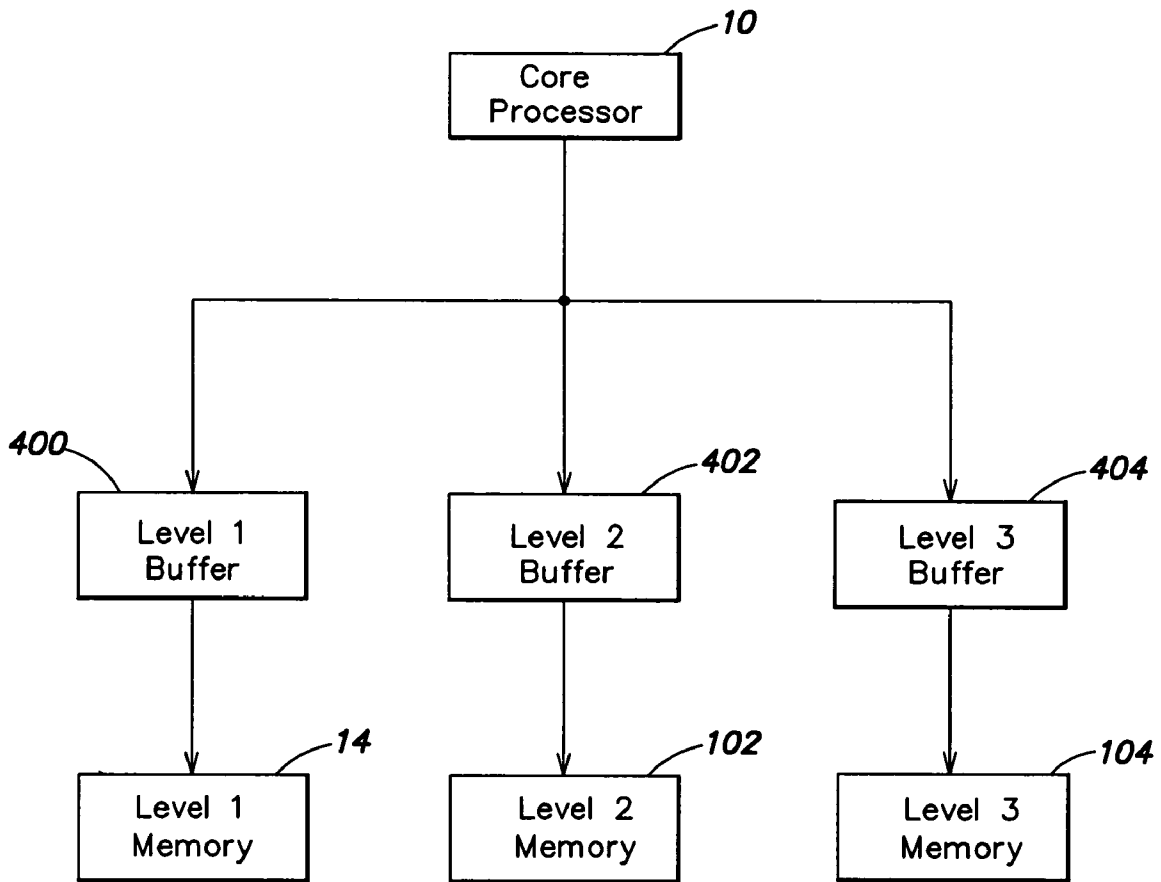 10
Core
Processor
400
402
404
Level 1
Buffer
Level 2
Buffer
Level 3
Buffer
14
102
104
Level 1
Memory
Level 2
Memory
Level 3
Memory